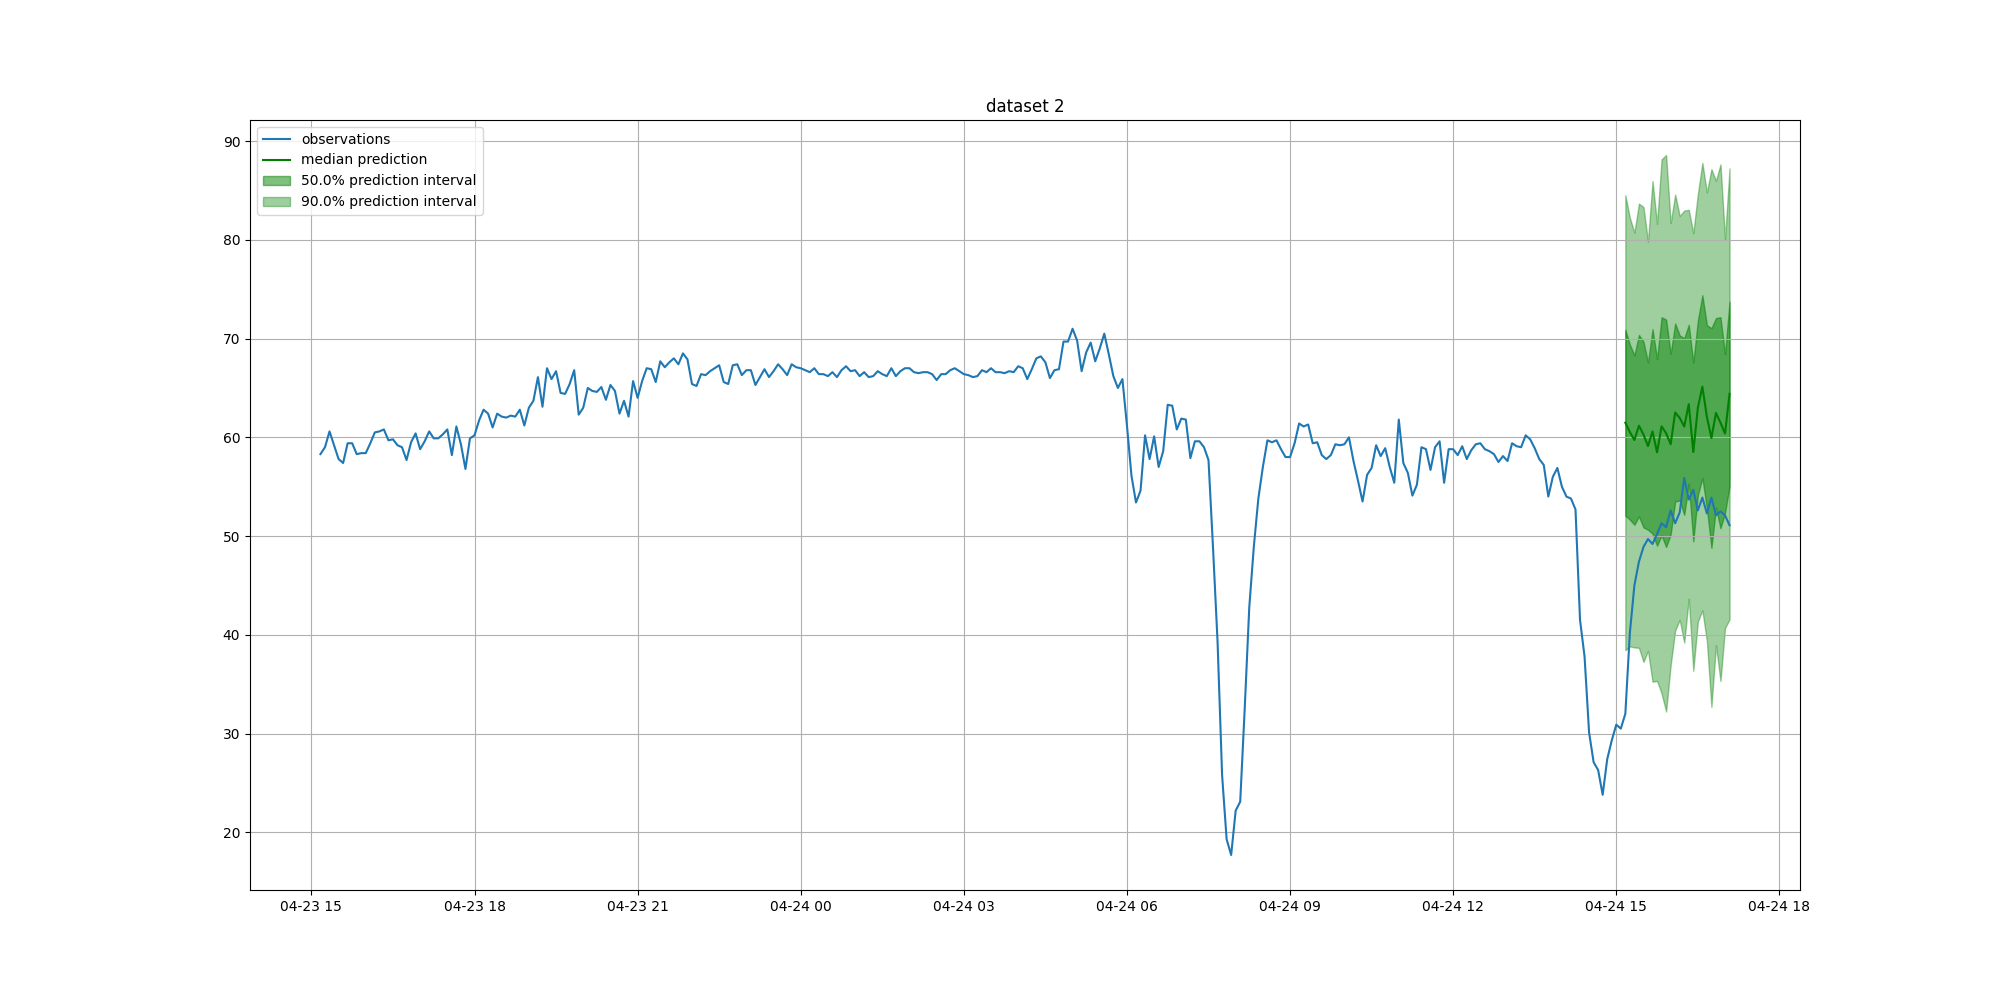 dataset 2
observations
median prediction
50.0% prediction interval
90.0% prediction interval
90
80
70
60
50
40
30
20
04-23 15 04-23 18 04-23 21 04-24 00 04-24 03 04-24 06 04-24 09 04-24 12 04-24 15 04-24 18